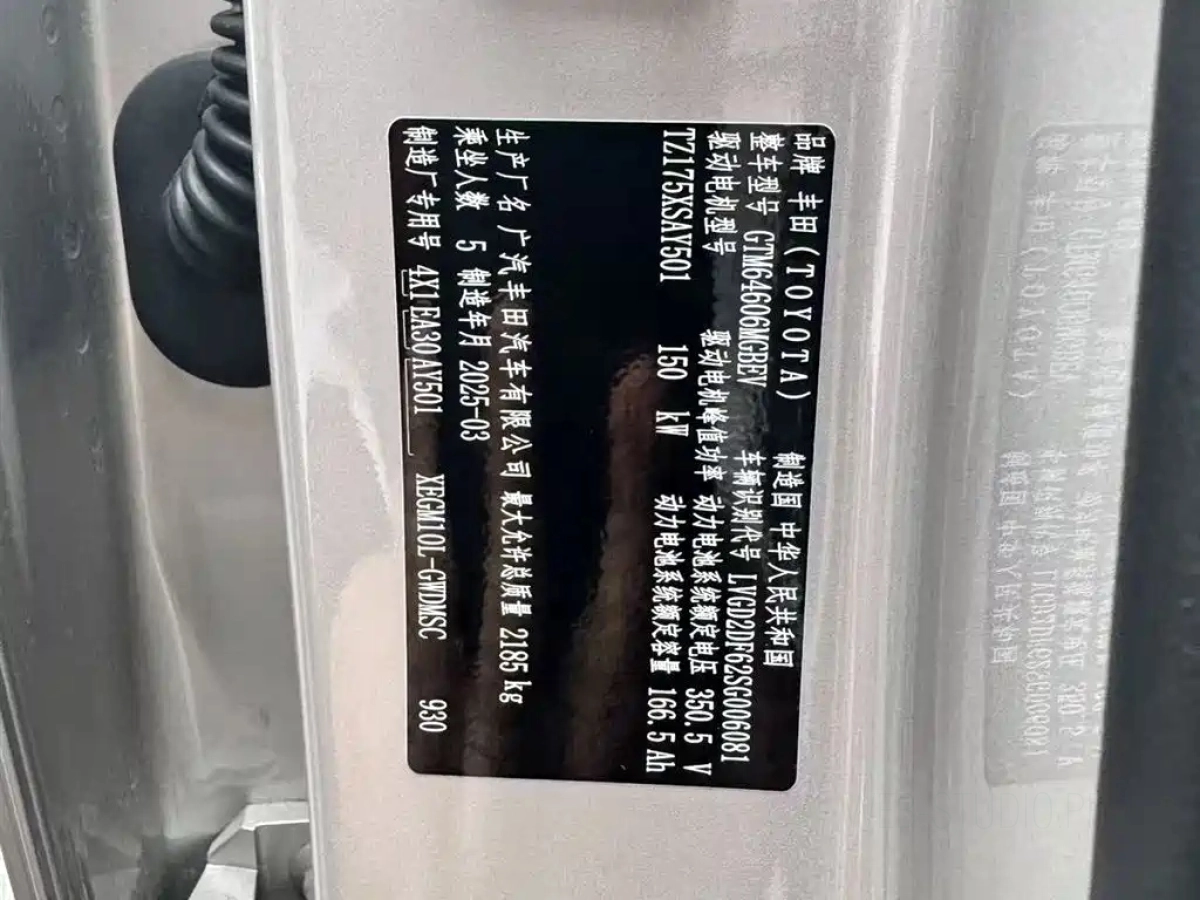 品牌 丰田(TOYOTA) 制造国 中华人民共和国
整车型号 GTM64606MGBEV 车辆识别代号 LVGD2DF62SG006081
驱动电机型号 驱动电机峰值功率 动力电池系统额定电压 350.5 V
TZ175XSAY501 150 kW 动力电池系统额定容量 166.5 Ah
生产厂名 广汽丰田汽车有限公司 最大允许总质量 2185 kg
乘坐人数 5 制造年月 2025-03
制造厂专用号 4X1EA30AY501 XEGM10L-GWDMSC 930